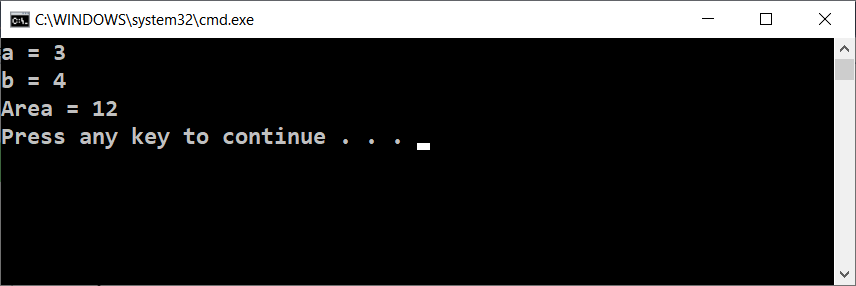 C:\WINDOWS\system32\cmd.exe
a = 3
b = 4
Area = 12
Press any key to continue . . .